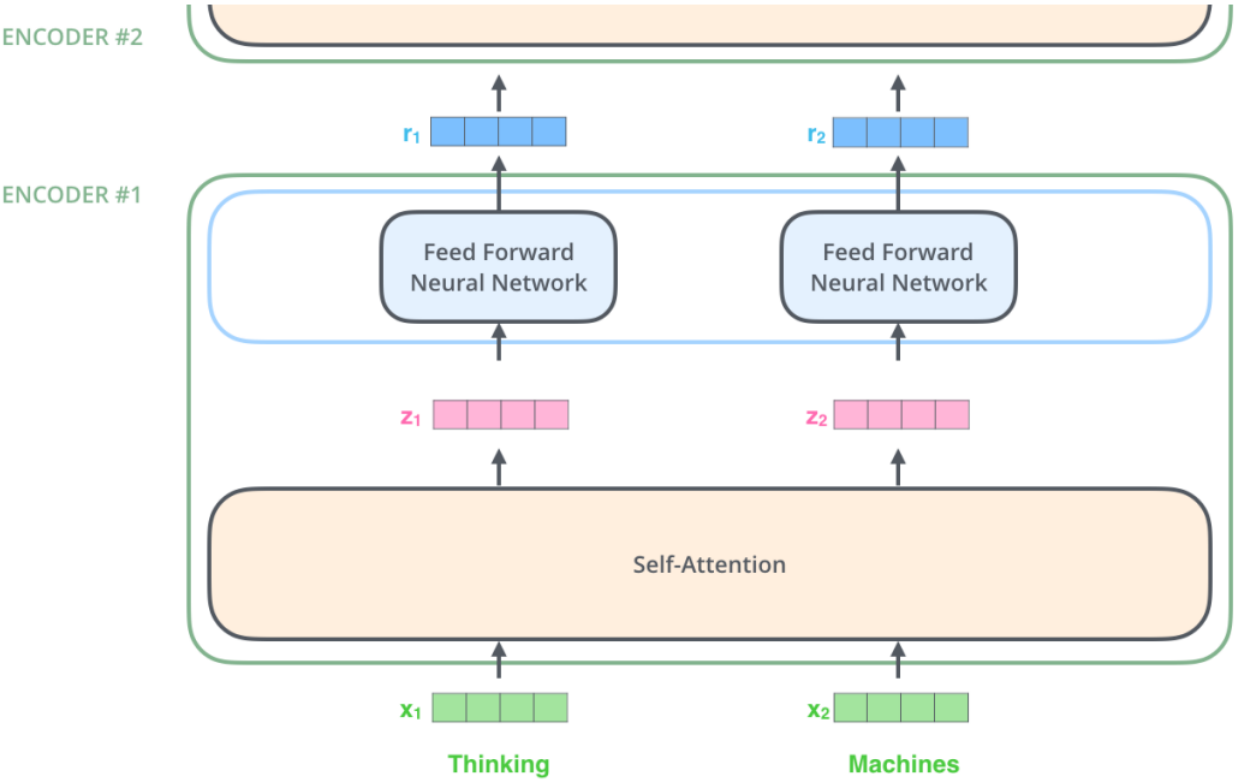 ENCODER #2
r₁ r₂
ENCODER #1
Feed Forward
Neural Network
Feed Forward
Neural Network
z₁ z₂
Self-Attention
x₁ x₂
Thinking Machines